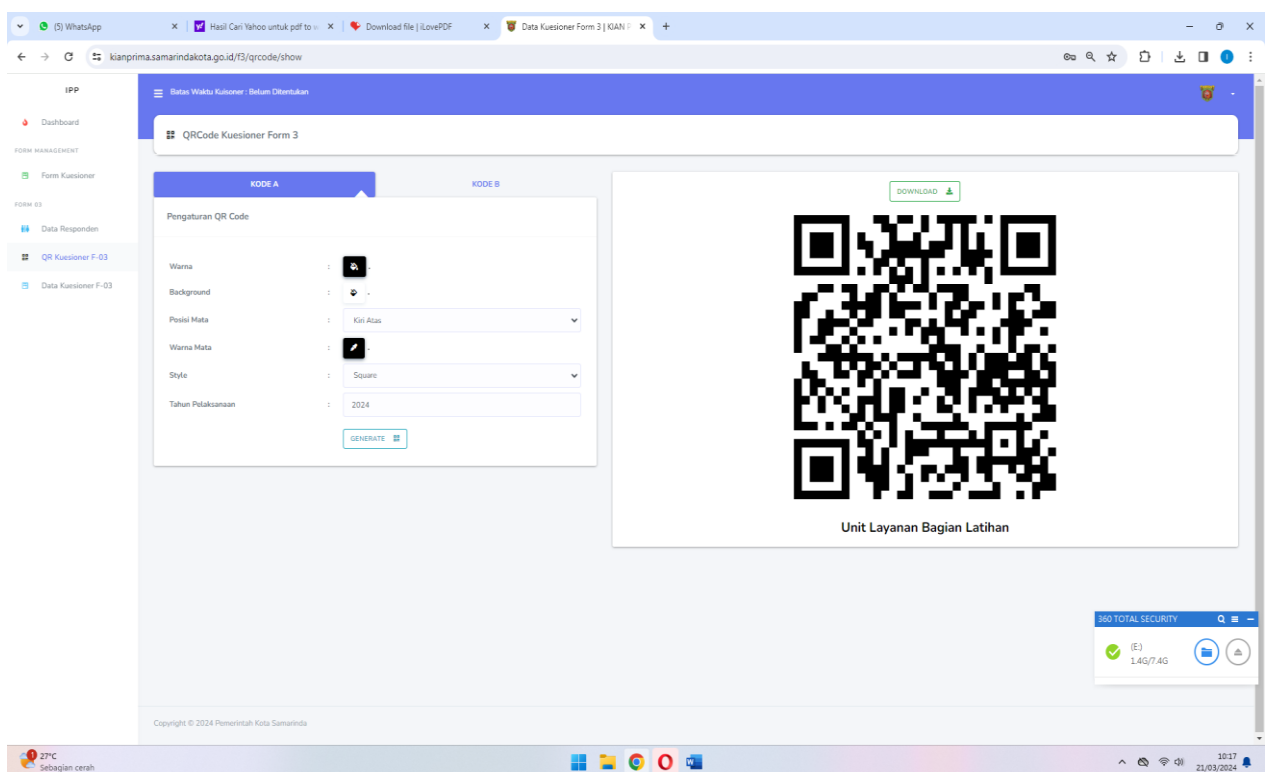 (5) WhatsApp
Hasil Cari Yahoo untuk pdf to w
Download file | iLovePDF
Data Kuesioner Form 3 | KIAN P
kianprima.samarindakota.go.id/f3/qrcode/show
IPP
Batas Waktu Kuisoner : Belum Ditentukan
Dashboard
QRCode Kuesioner Form 3
FORM MANAGEMENT
Form Kuesioner
FORM 03
Data Responden
QR Kuesioner F-03
Data Kuesioner F-03
KODE A
KODE B
Pengaturan QR Code
Warna :
Background :
Posisi Mata : Kiri Atas
Warna Mata :
Style : Square
Tahun Pelaksanaan : 2024
GENERATE
DOWNLOAD
Unit Layanan Bagian Latihan
360 TOTAL SECURITY
(E:)
1.4G/7.4G
Copyright © 2024 Pemerintah Kota Samarinda
1
27°C
Sebagian cerah
10:17
21/03/2024